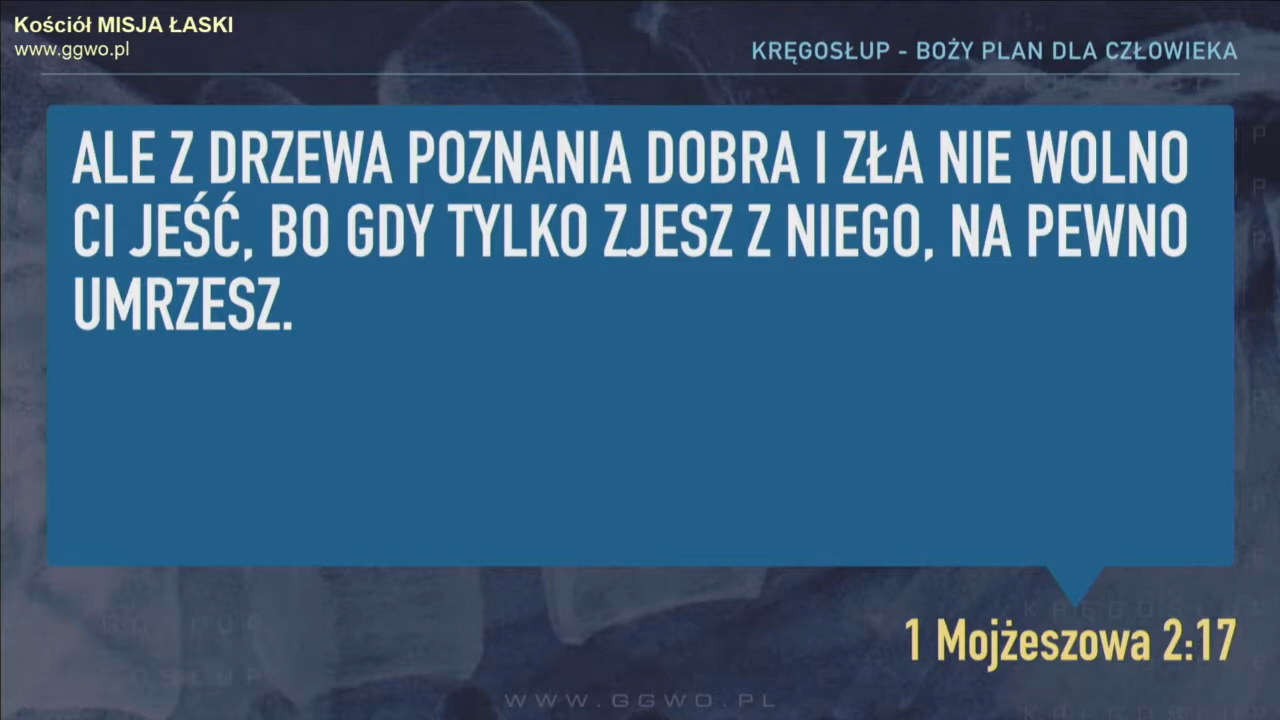 Kościół MISJA ŁASKI
www.ggwo.pl
KRĘGOSŁUP - BOŻY PLAN DLA CZŁOWIEKA
ALE Z DRZEWA POZNANIA DOBRA I ZŁA NIE WOLNO
CI JEŚĆ, BO GDY TYLKO ZJESZ Z NIEGO, NA PEWNO
UMRZESZ.
1 Mojżeszowa 2:17
WWW.GGWO.PL